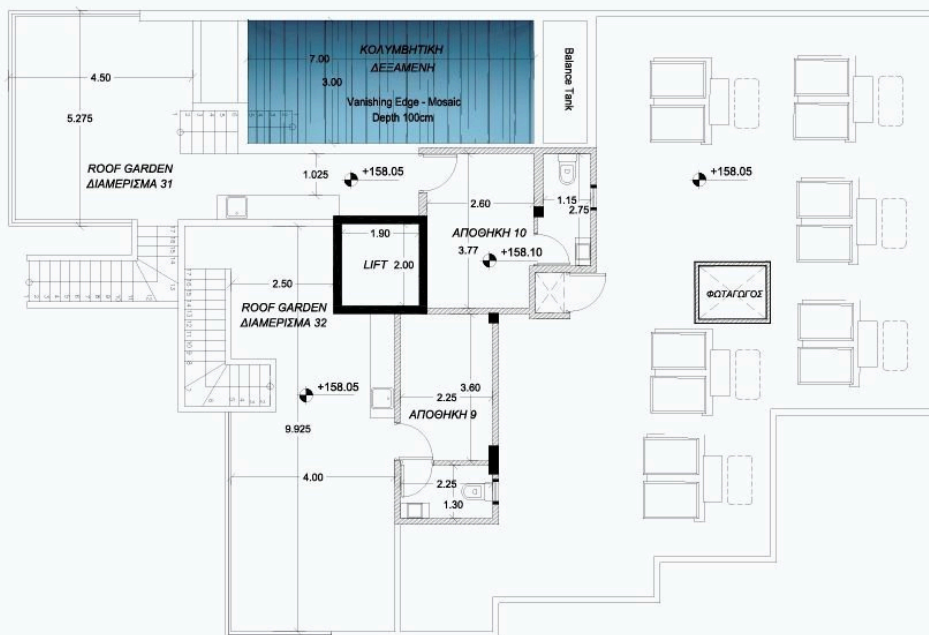 ΚΟΛΥΜΒΗΤΙΚΗ
ΔΕΞΑΜΕΝΗ
7.00
3.00
Vanishing Edge - Mosaic
Depth 100cm
Balance Tank
4.50
5.275
ROOF GARDEN
ΔΙΑΜΕΡΙΣΜΑ 31
1.025
+158.05
+158.05
2.60
1.15
2.75
ΑΠΟΘΗΚΗ 10
3.77
+158.10
1.90
LIFT
2.00
2.50
ROOF GARDEN
ΔΙΑΜΕΡΙΣΜΑ 32
ΦΩΤΑΓΩΓΟΣ
+158.05
3.60
2.25
ΑΠΟΘΗΚΗ 9
9.925
4.00
2.25
1.30